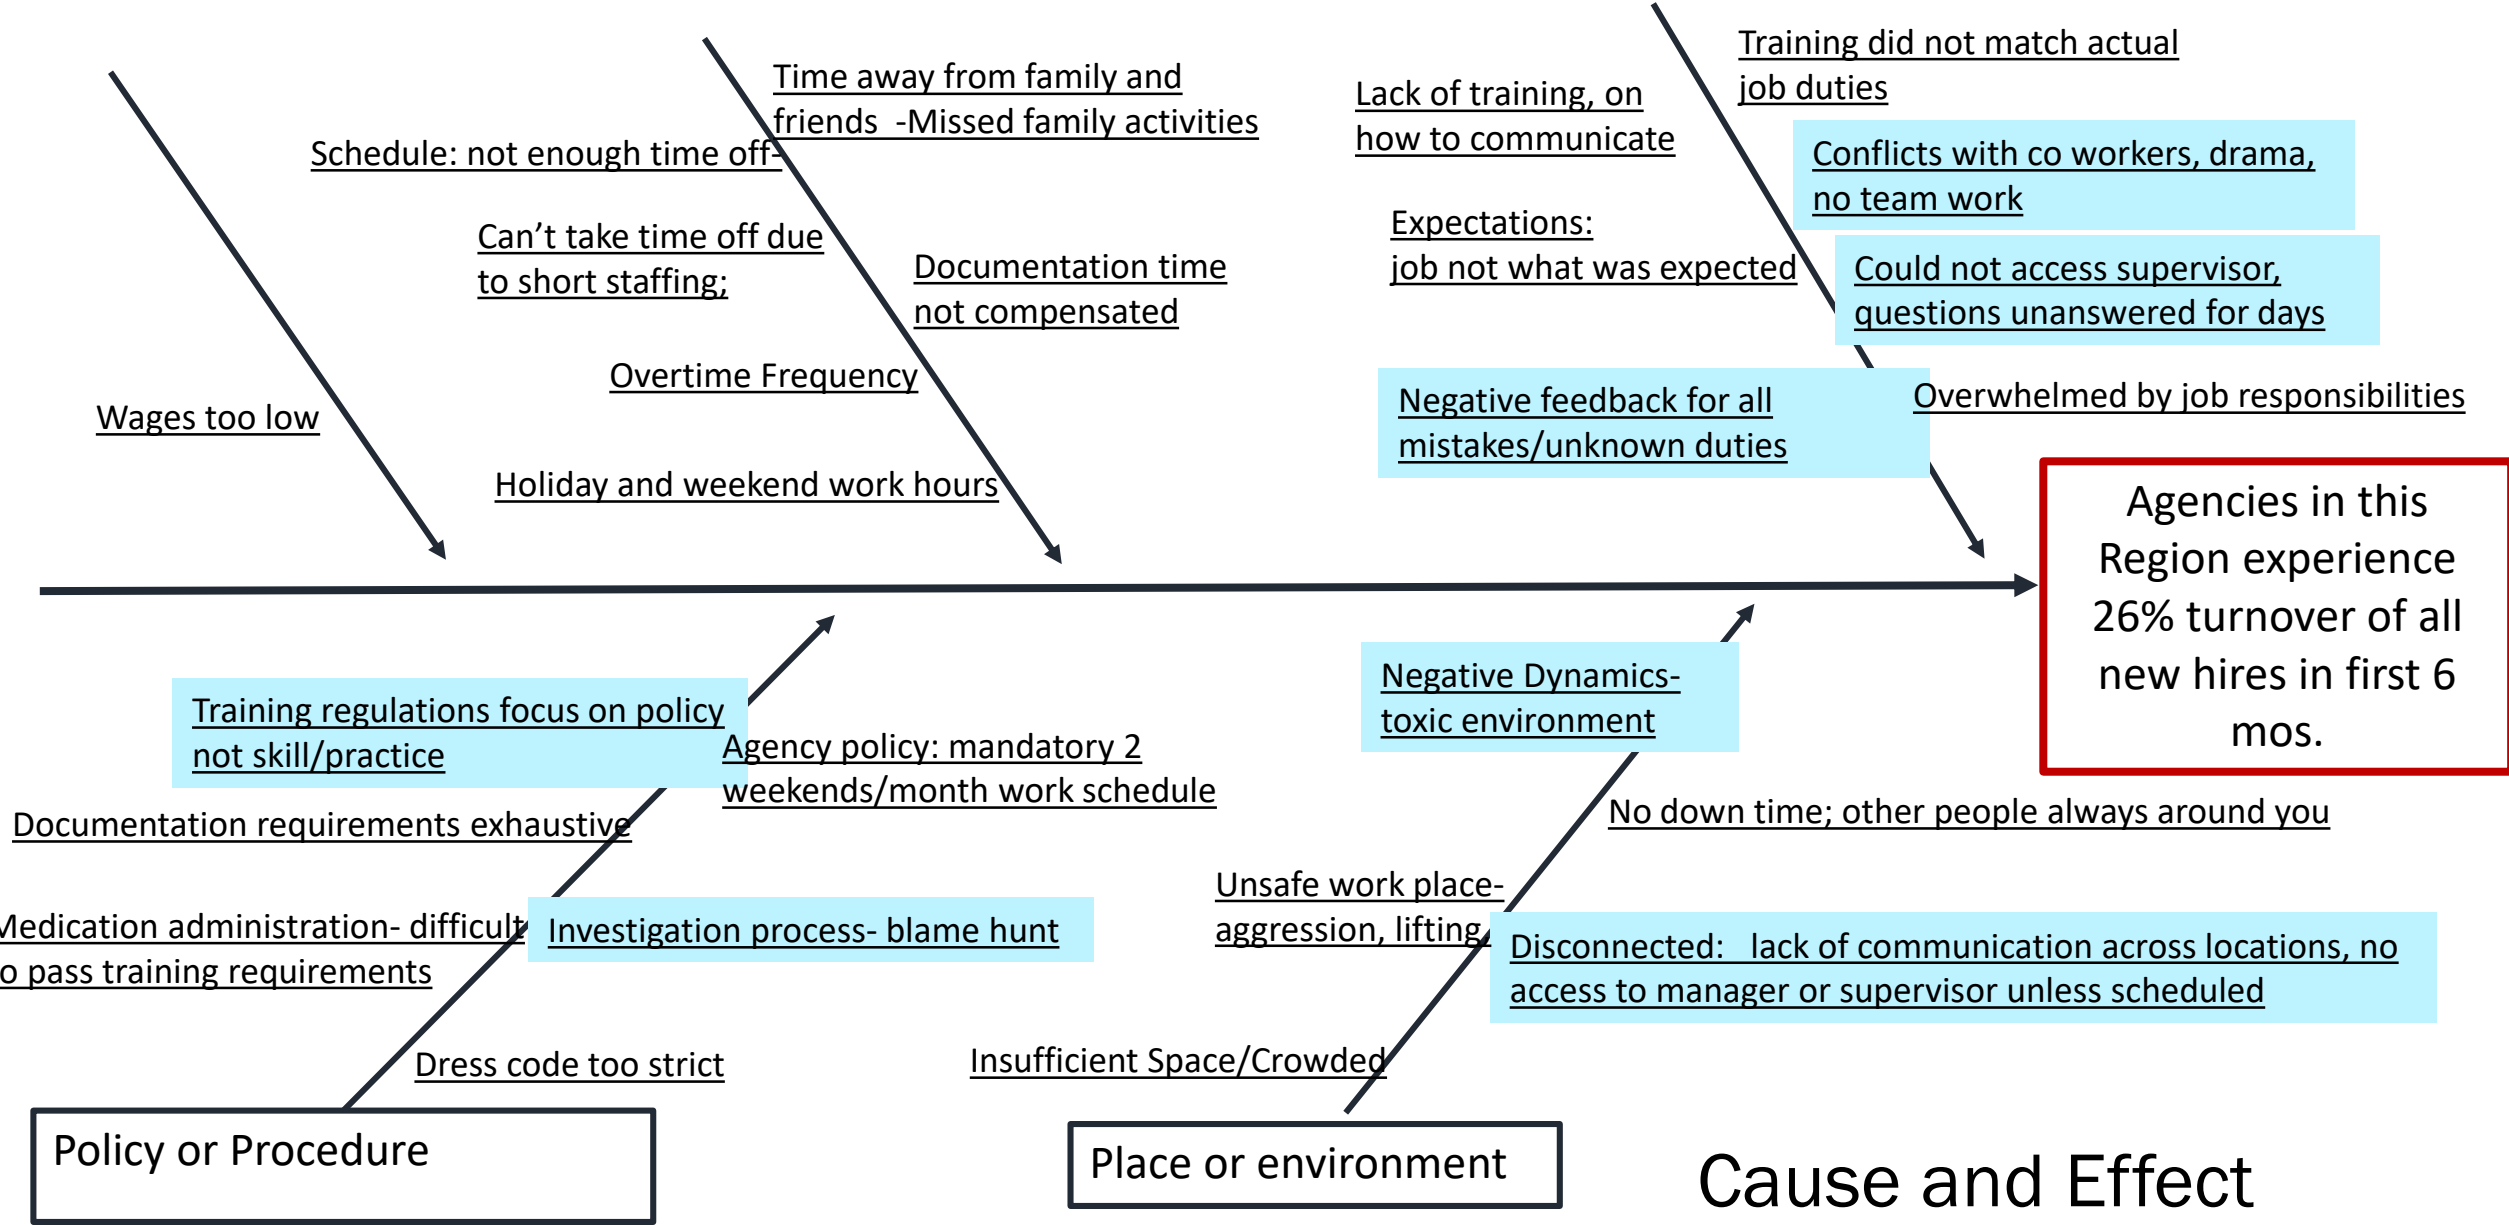 Training did not match actual
job duties
Time away from family and
friends  -Missed family activities
Lack of training, on
how to communicate
Schedule: not enough time off-
Conflicts with co workers, drama,
no team work
Can't take time off due
to short staffing;
Expectations:
job not what was expected
Documentation time
not compensated
Could not access supervisor,
questions unanswered for days
Overtime Frequency
Negative feedback for all
mistakes/unknown duties
Overwhelmed by job responsibilities
Wages too low
Holiday and weekend work hours
Agencies in this
Region experience
26% turnover of all
new hires in first 6
mos.
Training regulations focus on policy
not skill/practice
Negative Dynamics-
toxic environment
Agency policy: mandatory 2
weekends/month work schedule
Documentation requirements exhaustive
No down time; other people always around you
Unsafe work place-
aggression, lifting,
Medication administration- difficult
o pass training requirements
Investigation process- blame hunt
Disconnected:   lack of communication across locations, no
access to manager or supervisor unless scheduled
Dress code too strict
Insufficient Space/Crowded
Policy or Procedure
Place or environment
Cause and Effect